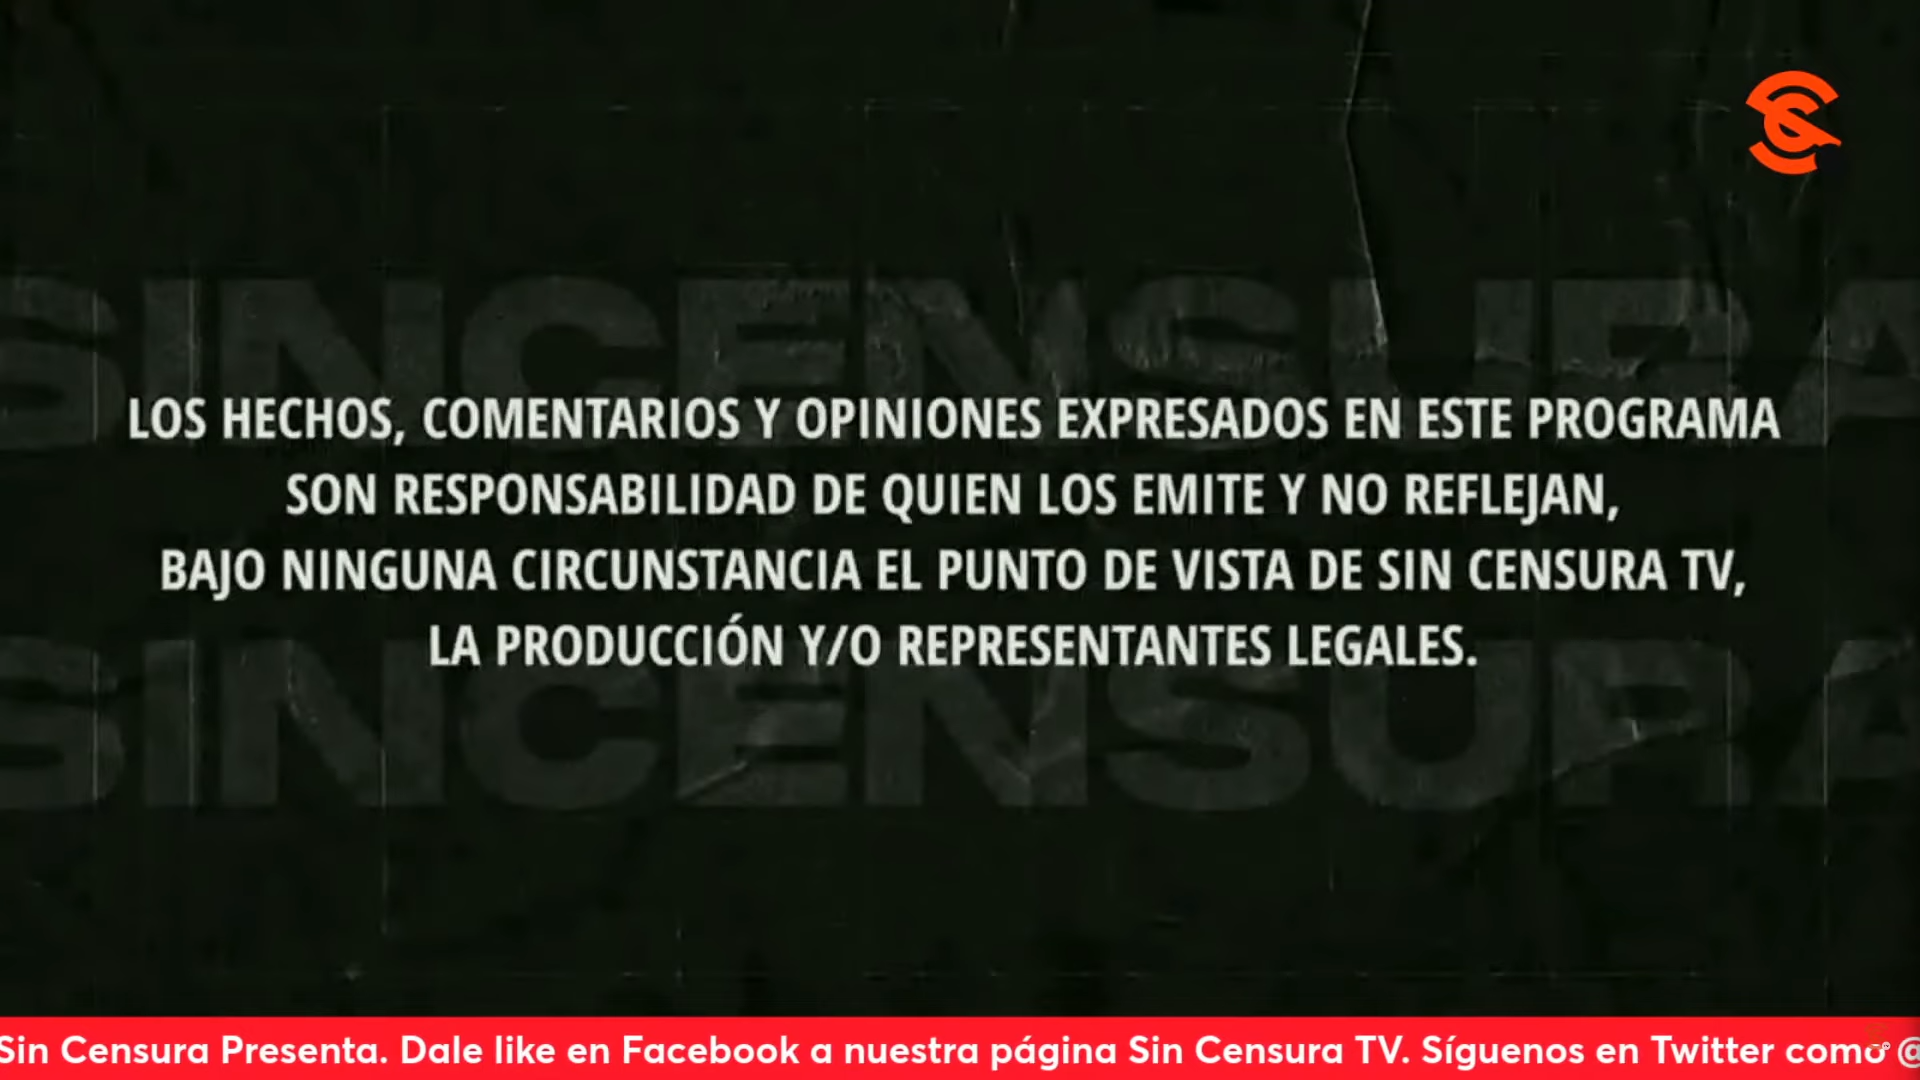 SINCENSURA
LOS HECHOS, COMENTARIOS Y OPINIONES EXPRESADOS EN ESTE PROGRAMA
SON RESPONSABILIDAD DE QUIEN LOS EMITE Y NO REFLEJAN,
BAJO NINGUNA CIRCUNSTANCIA EL PUNTO DE VISTA DE SIN CENSURA TV,
LA PRODUCCIÓN Y/O REPRESENTANTES LEGALES.
SINCENSURA
Sin Censura Presenta. Dale like en Facebook a nuestra página Sin Censura TV. Síguenos en Twitter como @